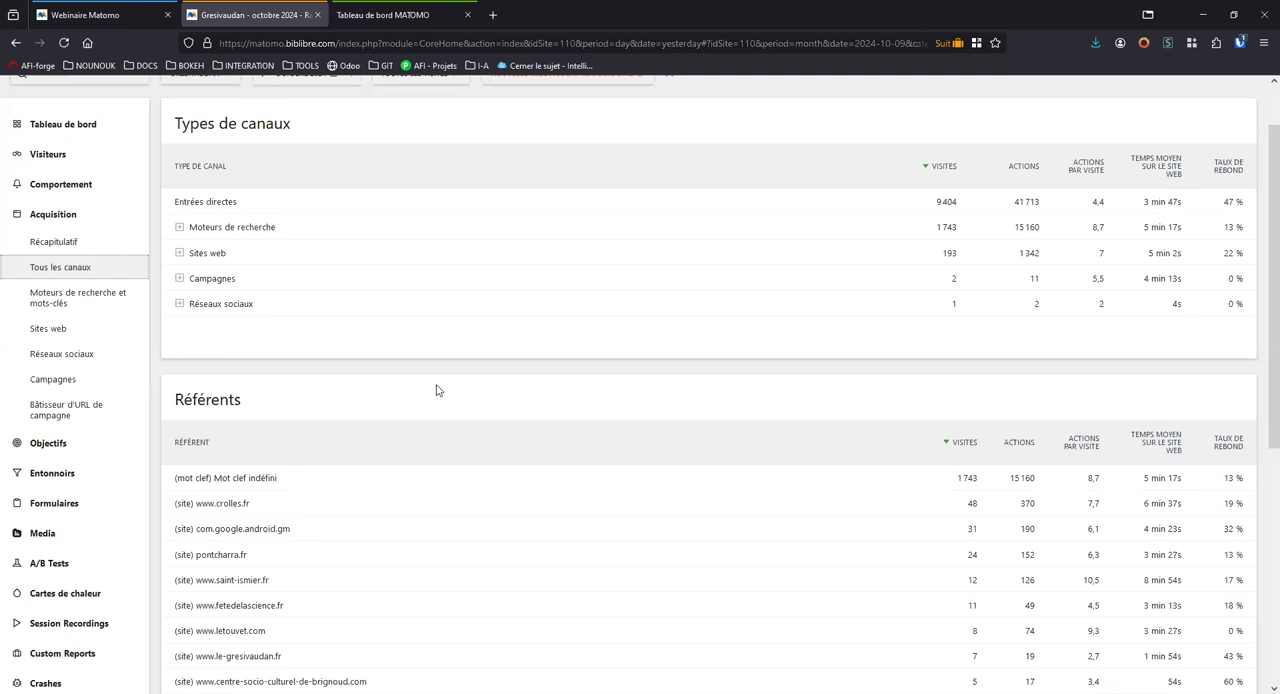 Webinaire Matomo
Gresivaudan - octobre 2024 - Ra
Tableau de bord MATOMO
https://matomo.biblibre.com/index.php?module=CoreHome&action=index&idSite=110&period=day&date=yesterday#?idSite=110&period=month&date=2024-10-09&cate
Suit
AFI-forge
NOUNOUK
DOCS
BOKEH
INTEGRATION
TOOLS
Odoo
GIT
AFI - Projets
I-A
Cerner le sujet - Intelli...
Tableau de bord
Visiteurs
Comportement
Acquisition
Récapitulatif
Tous les canaux
Moteurs de recherche et
mots-clés
Sites web
Réseaux sociaux
Campagnes
Bâtisseur d'URL de
campagne
Objectifs
Entonnoirs
Formulaires
Media
A/B Tests
Cartes de chaleur
Session Recordings
Custom Reports
Crashes
Types de canaux
TYPE DE CANAL VISITES ACTIONS ACTIONS PAR VISITE TEMPS MOYEN SUR LE SITE WEB TAUX DE REBOND
Entrées directes 9 404 41 713 4,4 3 min 47s 47 %
Moteurs de recherche 1 743 15 160 8,7 5 min 17s 13 %
Sites web 193 1 342 7 5 min 2s 22 %
Campagnes 2 11 5,5 4 min 13s 0 %
Réseaux sociaux 1 2 2 4s 0 %
Référents
RÉFÉRENT VISITES ACTIONS ACTIONS PAR VISITE TEMPS MOYEN SUR LE SITE WEB TAUX DE REBOND
(mot clef) Mot clef indéfini 1 743 15 160 8,7 5 min 17s 13 %
(site) www.crolles.fr 48 370 7,7 6 min 37s 19 %
(site) com.google.android.gm 31 190 6,1 4 min 23s 32 %
(site) pontcharra.fr 24 152 6,3 3 min 27s 13 %
(site) www.saint-ismier.fr 12 126 10,5 8 min 54s 17 %
(site) www.fetedelascience.fr 11 49 4,5 3 min 13s 18 %
(site) www.letouvet.com 8 74 9,3 3 min 27s 0 %
(site) www.le-gresivaudan.fr 7 19 2,7 1 min 54s 43 %
(site) www.centre-socio-culturel-de-brignoud.com 5 17 3,4 54s 60 %